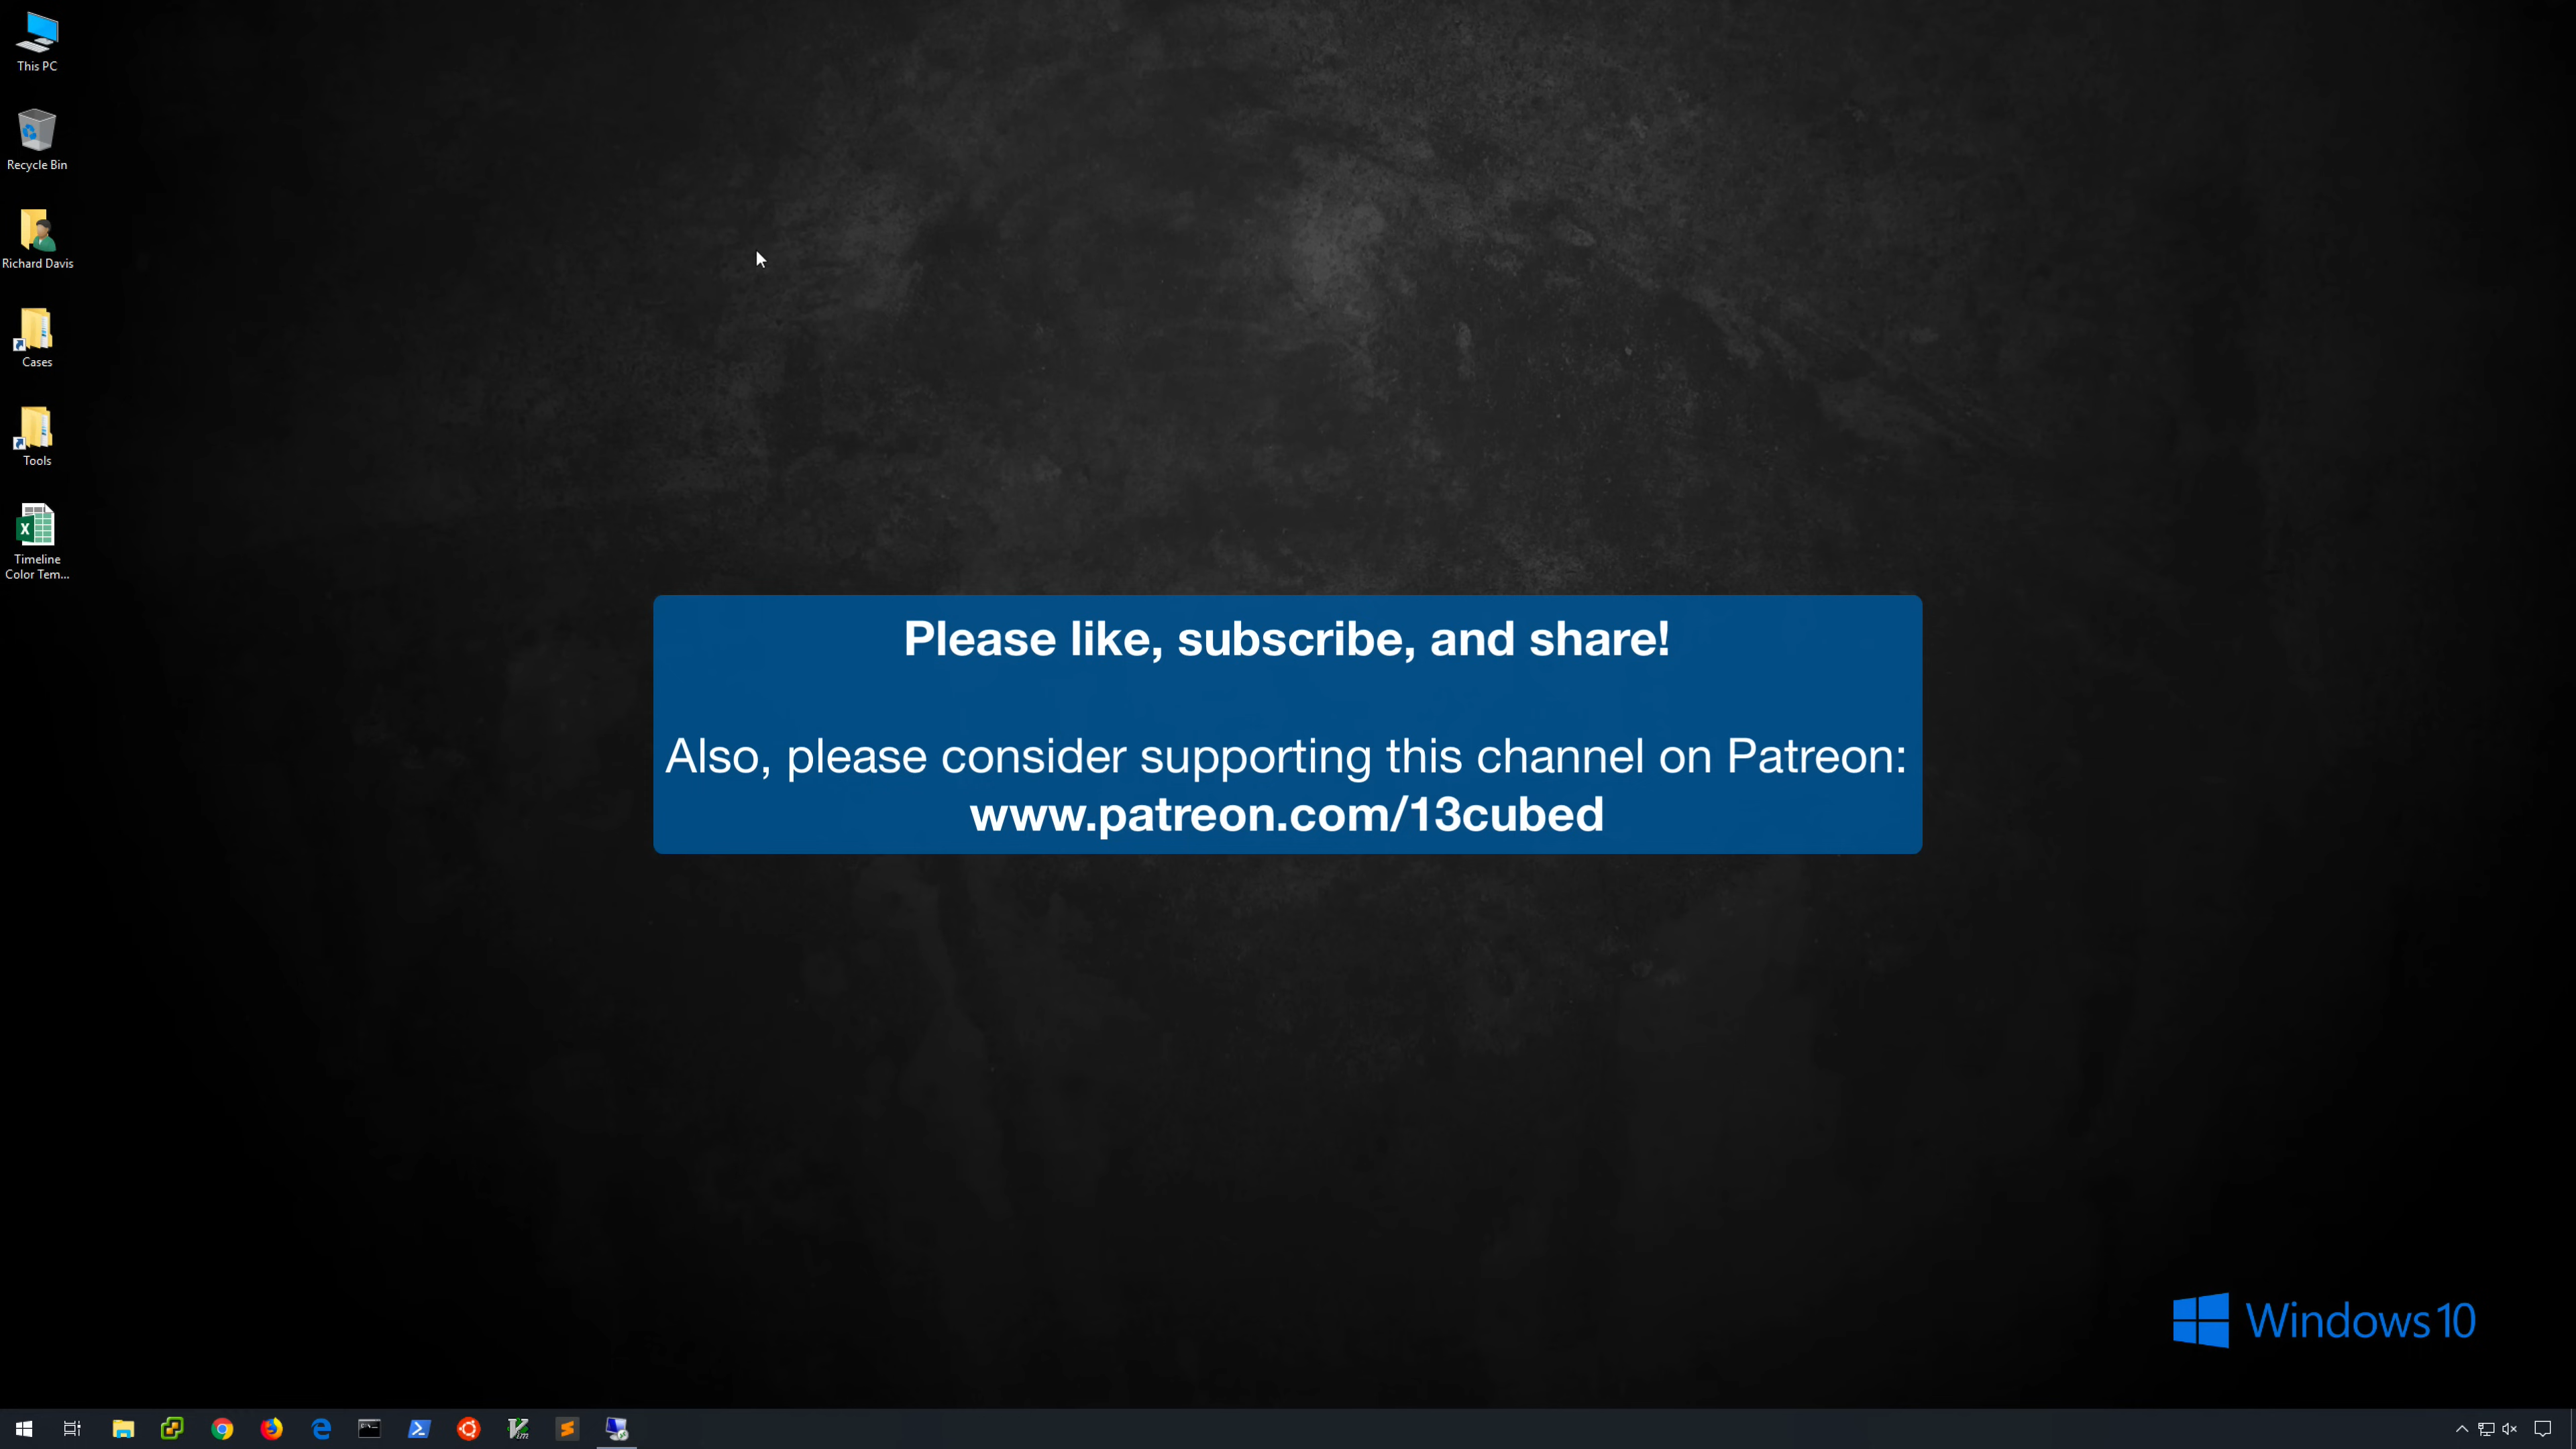 This PC
Recycle Bin
Richard Davis
Cases
Tools
Timeline
Color Tem...
Please like, subscribe, and share!
Also, please consider supporting this channel on Patreon:
www.patreon.com/13cubed
Windows 10